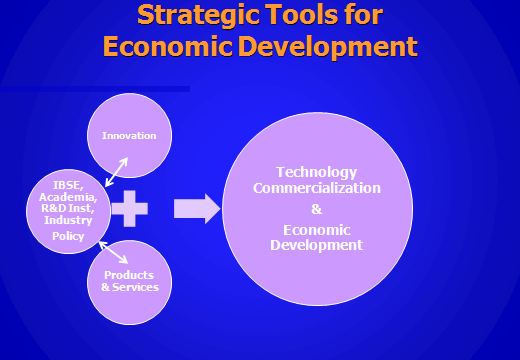 Strategic Tools for
Economic Development
Innovation
IBSE,
Academia,
R&D Inst,
Industry
Policy
Products
& Services
Technology
Commercialization
&
Economic
Development